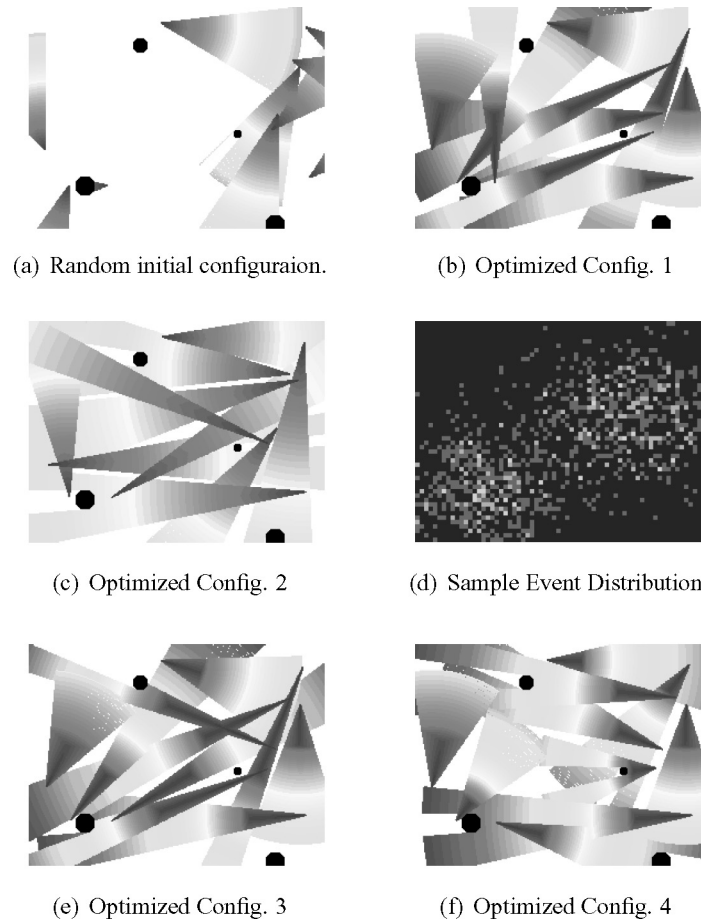 (a) Random initial configuraion.
(b) Optimized Config. 1
(c) Optimized Config. 2
(d) Sample Event Distribution
(e) Optimized Config. 3
(f) Optimized Config. 4